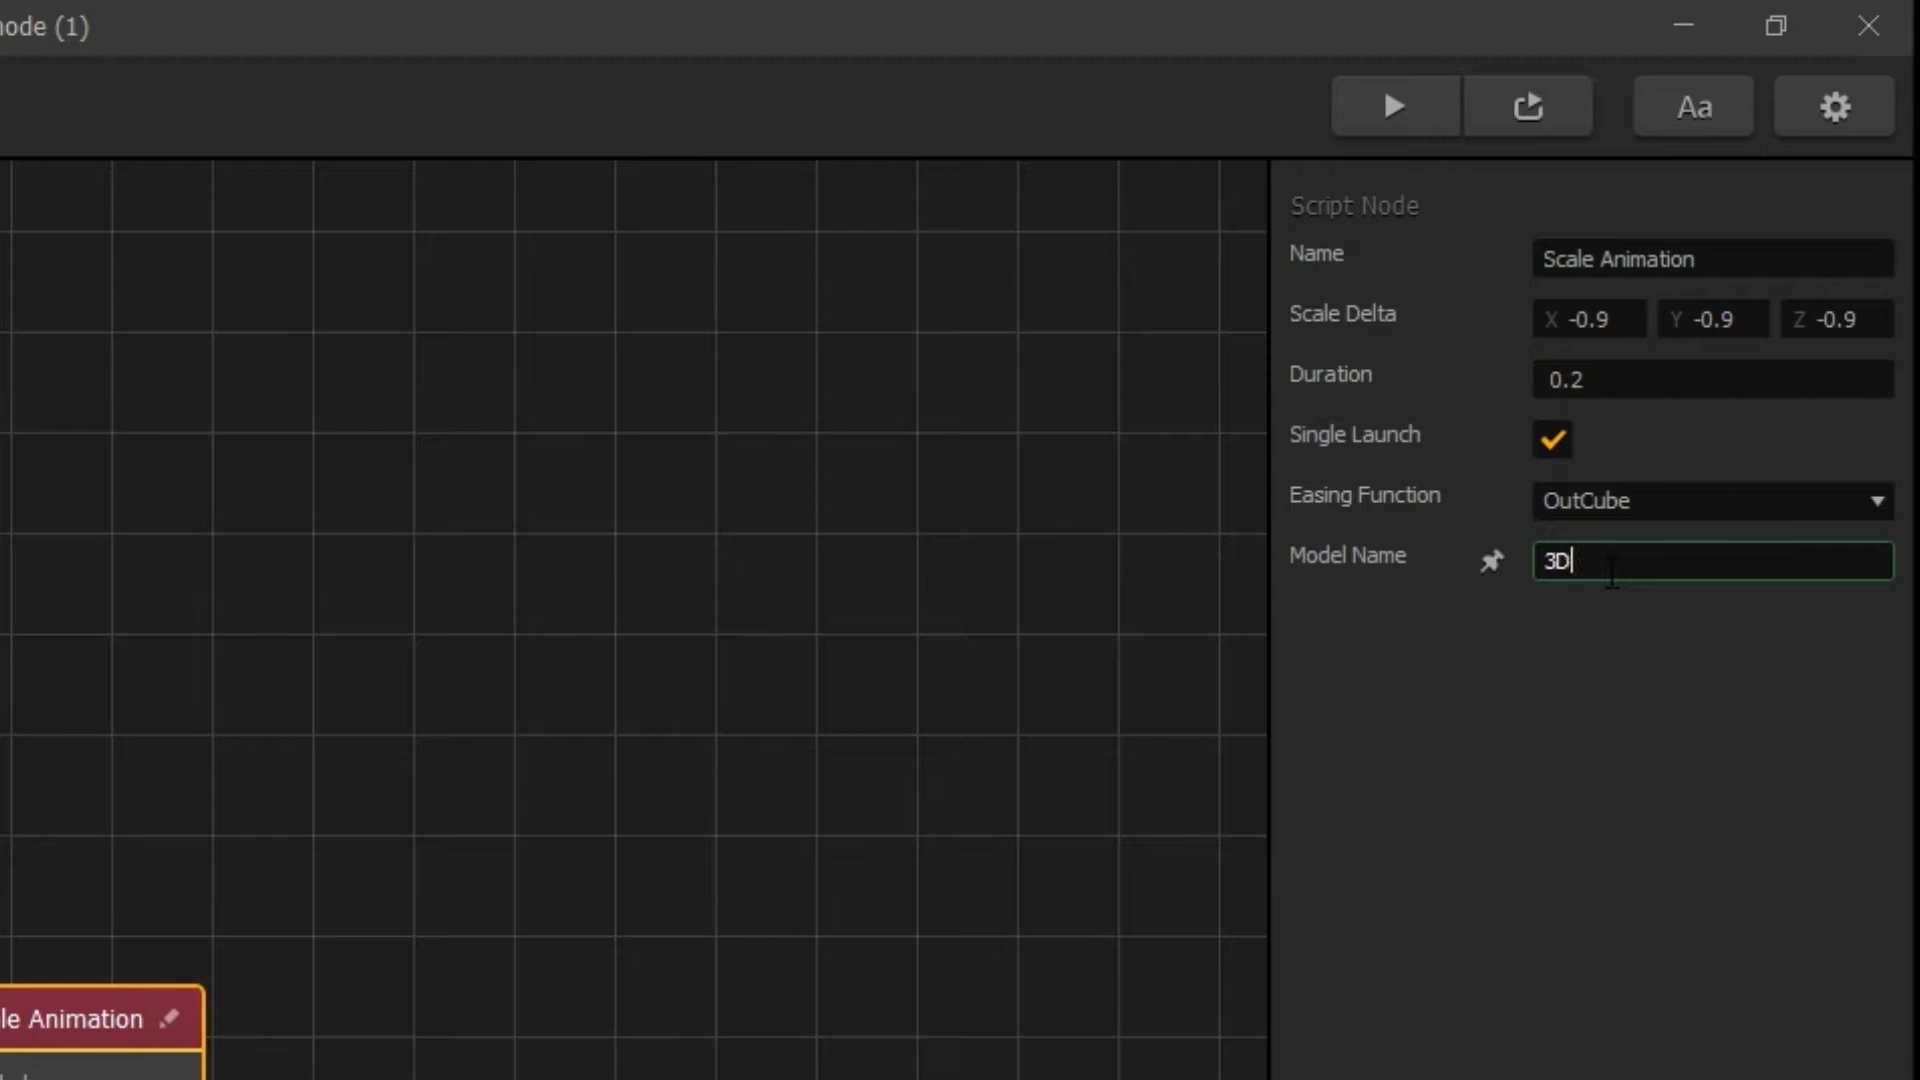 node (1)
Aa
Script Node
Name
Scale Animation
Scale Delta
X -0.9
Y -0.9
Z -0.9
Duration
0.2
Single Launch
Easing Function
OutCube
Model Name
3D
le Animation